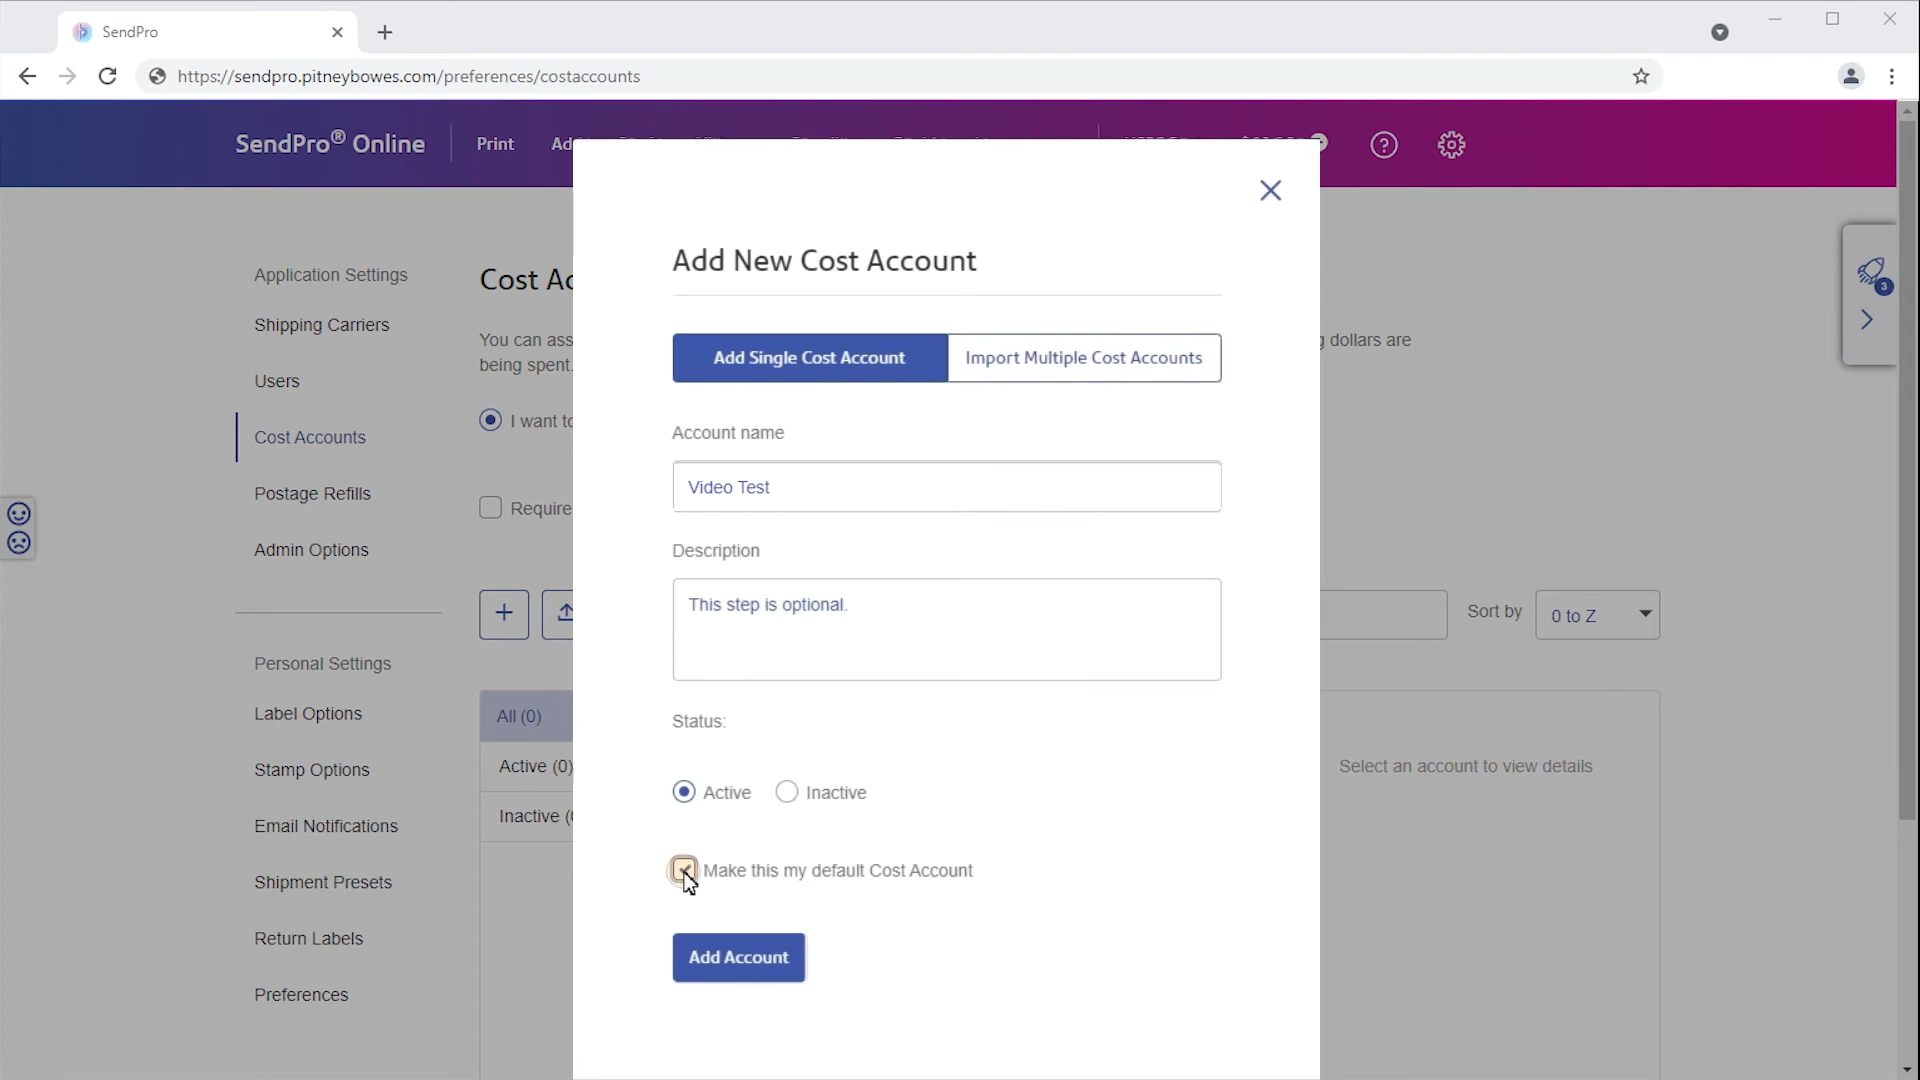 SendPro
https://sendpro.pitneybowes.com/preferences/costaccounts
SendPro® Online
Print
Add New Cost Account
Add Single Cost Account
Import Multiple Cost Accounts
Account name
Video Test
Description
This step is optional.
Status:
Active
Inactive
Make this my default Cost Account
Add Account
Application Settings
Shipping Carriers
Users
Cost Accounts
Postage Refills
Admin Options
Personal Settings
Label Options
Stamp Options
Email Notifications
Shipment Presets
Return Labels
Preferences
Cost
You can
dollars are
being spent.
I want
Require
Sort by
0 to Z
All (0)
Active (0)
Inactive
Select an account to view details
3